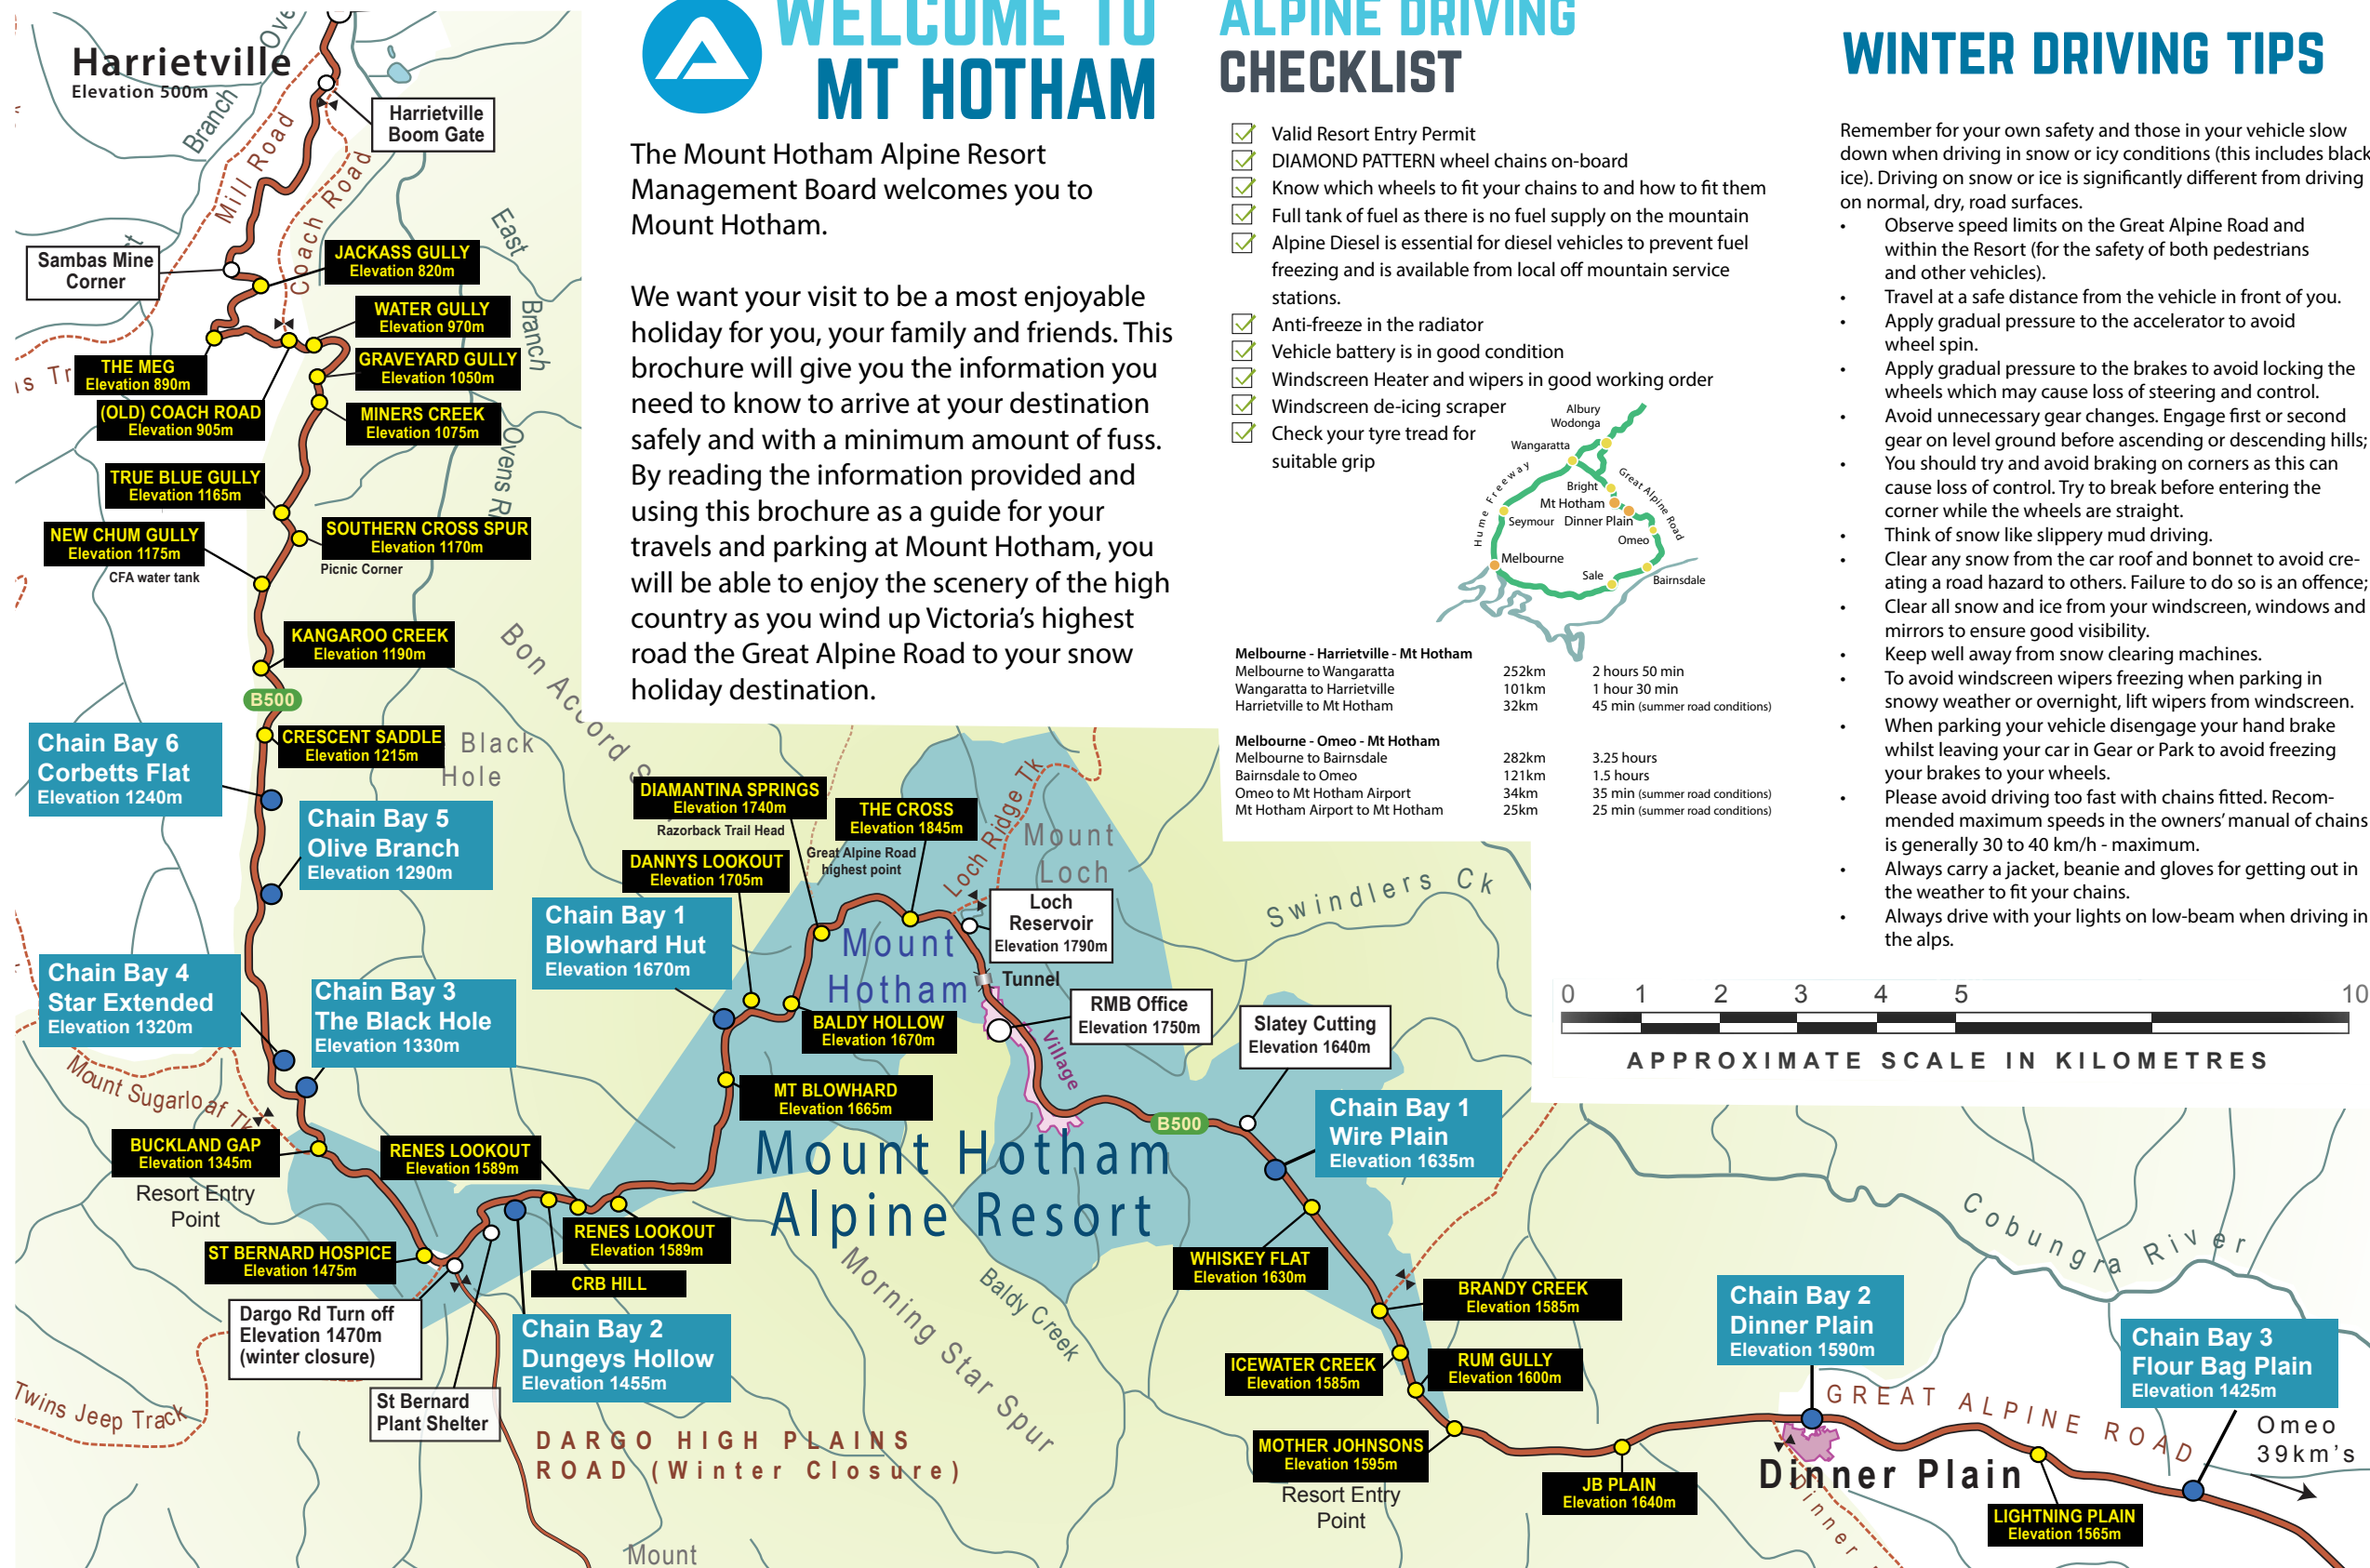 WELCOME TO
MT HOTHAM
The Mount Hotham Alpine Resort
Management Board welcomes you to
Mount Hotham.
We want your visit to be a most enjoyable
holiday for you, your family and friends. This
brochure will give you the information you
need to know to arrive at your destination
safely and with a minimum amount of fuss.
By reading the information provided and
using this brochure as a guide for your
travels and parking at Mount Hotham, you
will be able to enjoy the scenery of the high
country as you wind up Victoria’s highest
road the Great Alpine Road to your snow
holiday destination.
ALPINE DRIVING
CHECKLIST
Valid Resort Entry Permit
DIAMOND PATTERN wheel chains on-board
Know which wheels to fit your chains to and how to fit them
Full tank of fuel as there is no fuel supply on the mountain
Alpine Diesel is essential for diesel vehicles to prevent fuel
freezing and is available from local off mountain service
stations.
Anti-freeze in the radiator
Vehicle battery is in good condition
Windscreen Heater and wipers in good working order
Windscreen de-icing scraper
Check your tyre tread for
suitable grip
Albury
Wodonga
Wangaratta
Hume Freeway
Great Alpine Road
Bright
Mt Hotham
Seymour
Dinner Plain
Omeo
Melbourne
Sale
Bairnsdale
Melbourne - Harrietville - Mt Hotham
Melbourne to Wangaratta 252km 2 hours 50 min
Wangaratta to Harrietville 101km 1 hour 30 min
Harrietville to Mt Hotham 32km 45 min (summer road conditions)
Melbourne - Omeo - Mt Hotham
Melbourne to Bairnsdale 282km 3.25 hours
Bairnsdale to Omeo 121km 1.5 hours
Omeo to Mt Hotham Airport 34km 35 min (summer road conditions)
Mt Hotham Airport to Mt Hotham 25km 25 min (summer road conditions)
WINTER DRIVING TIPS
Remember for your own safety and those in your vehicle slow
down when driving in snow or icy conditions (this includes black
ice). Driving on snow or ice is significantly different from driving
on normal, dry, road surfaces.
• Observe speed limits on the Great Alpine Road and
within the Resort (for the safety of both pedestrians
and other vehicles).
• Travel at a safe distance from the vehicle in front of you.
• Apply gradual pressure to the accelerator to avoid
wheel spin.
• Apply gradual pressure to the brakes to avoid locking the
wheels which may cause loss of steering and control.
• Avoid unnecessary gear changes. Engage first or second
gear on level ground before ascending or descending hills;
• You should try and avoid braking on corners as this can
cause loss of control. Try to break before entering the
corner while the wheels are straight.
• Think of snow like slippery mud driving.
• Clear any snow from the car roof and bonnet to avoid cre-
ating a road hazard to others. Failure to do so is an offence;
• Clear all snow and ice from your windscreen, windows and
mirrors to ensure good visibility.
• Keep well away from snow clearing machines.
• To avoid windscreen wipers freezing when parking in
snowy weather or overnight, lift wipers from windscreen.
• When parking your vehicle disengage your hand brake
whilst leaving your car in Gear or Park to avoid freezing
your brakes to your wheels.
• Please avoid driving too fast with chains fitted. Recom-
mended maximum speeds in the owners’ manual of chains
is generally 30 to 40 km/h - maximum.
• Always carry a jacket, beanie and gloves for getting out in
the weather to fit your chains.
• Always drive with your lights on low-beam when driving in
the alps.
0 1 2 3 4 5 10
APPROXIMATE SCALE IN KILOMETRES
Harrietville
Elevation 500m
Branch
Harrietville
Boom Gate
Mill Road
Coach Road
East
Branch
Ovens
Sambas Mine
Corner
JACKASS GULLY
Elevation 820m
WATER GULLY
Elevation 970m
THE MEG
Elevation 890m
GRAVEYARD GULLY
Elevation 1050m
(OLD) COACH ROAD
Elevation 905m
MINERS CREEK
Elevation 1075m
TRUE BLUE GULLY
Elevation 1165m
NEW CHUM GULLY
Elevation 1175m
CFA water tank
SOUTHERN CROSS SPUR
Elevation 1170m
Picnic Corner
KANGAROO CREEK
Elevation 1190m
B500
CRESCENT SADDLE
Elevation 1215m
Bon Accord
Black
Hole
Chain Bay 6
Corbetts Flat
Elevation 1240m
Chain Bay 5
Olive Branch
Elevation 1290m
Chain Bay 4
Star Extended
Elevation 1320m
Chain Bay 3
The Black Hole
Elevation 1330m
Mount Sugarloaf Tk
BUCKLAND GAP
Elevation 1345m
Resort Entry
Point
RENES LOOKOUT
Elevation 1589m
RENES LOOKOUT
Elevation 1589m
CRB HILL
ST BERNARD HOSPICE
Elevation 1475m
Dargo Rd Turn off
Elevation 1470m
(winter closure)
St Bernard
Plant Shelter
Chain Bay 2
Dungeys Hollow
Elevation 1455m
Twins Jeep Track
DARGO HIGH PLAINS
ROAD (Winter Closure)
Mount
DIAMANTINA SPRINGS
Elevation 1740m
Razorback Trail Head
THE CROSS
Elevation 1845m
Great Alpine Road
highest point
DANNYS LOOKOUT
Elevation 1705m
Chain Bay 1
Blowhard Hut
Elevation 1670m
Loch Ridge Tk
Mount
Loch
Loch
Reservoir
Elevation 1790m
Mount
Hotham
Tunnel
BALDY HOLLOW
Elevation 1670m
RMB Office
Elevation 1750m
Village
MT BLOWHARD
Elevation 1665m
Mount Hotham
Alpine Resort
Morning Star Spur
Baldy Creek
Swindlers Ck
Slatey Cutting
Elevation 1640m
B500
Chain Bay 1
Wire Plain
Elevation 1635m
WHISKEY FLAT
Elevation 1630m
BRANDY CREEK
Elevation 1585m
ICEWATER CREEK
Elevation 1585m
RUM GULLY
Elevation 1600m
MOTHER JOHNSONS
Elevation 1595m
Resort Entry
Point
JB PLAIN
Elevation 1640m
Cobungra River
Chain Bay 2
Dinner Plain
Elevation 1590m
GREAT ALPINE ROAD
Dinner Plain
Dinner
Chain Bay 3
Flour Bag Plain
Elevation 1425m
Omeo
39km's
LIGHTNING PLAIN
Elevation 1565m